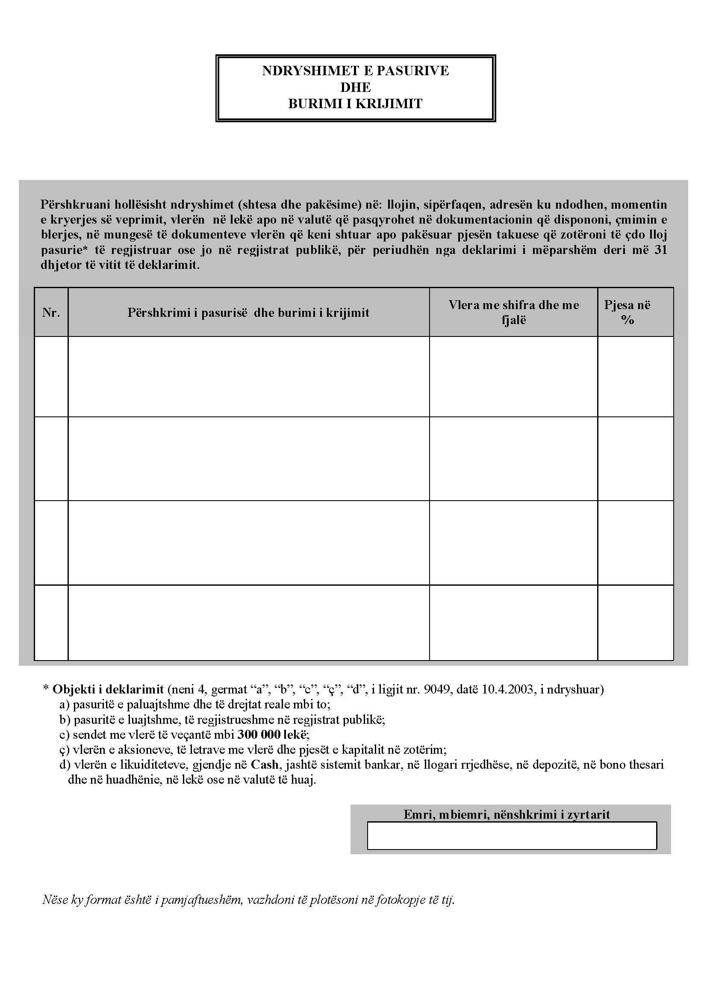 NDRYSHIMET E PASURIVE
DHE
BURIMI I KRIJIMIT
Përshkruani hollësisht ndryshimet (shtesa dhe pakësime) në: llojin, sipërfaqen, adresën ku ndodhen, momentin
e kryerjes së veprimit, vlerën në lekë apo në valutë që pasqyrohet në dokumentacionin që dispononi, çmimin e
blerjes, në mungesë të dokumenteve vlerën që keni shtuar apo pakësuar pjesën takuese që zotëroni të çdo lloj
pasurie* të regjistruar ose jo në regjistrat publikë, për periudhën nga deklarimi i mëparshëm deri më 31
dhjetor të vitit të deklarimit.
Nr.
Përshkrimi i pasurisë dhe burimi i krijimit
Vlera me shifra dhe me
fjalë
Pjesa në
%
* Objekti i deklarimit (neni 4, germat “a”, “b”, “c”, “ç”, “d”, i ligjit nr. 9049, datë 10.4.2003, i ndryshuar)
a) pasuritë e paluajtshme dhe të drejtat reale mbi to;
b) pasuritë e luajtshme, të regjistrueshme në regjistrat publikë;
c) sendet me vlerë të veçantë mbi 300 000 lekë;
ç) vlerën e aksioneve, të letrave me vlerë dhe pjesët e kapitalit në zotërim;
d) vlerën e likuiditeteve, gjendje në Cash, jashtë sistemit bankar, në llogari rrjedhëse, në depozitë, në bono thesari
dhe në huadhënie, në lekë ose në valutë të huaj.
Emri, mbiemri, nënshkrimi i zyrtarit
Nëse ky format është i pamjaftueshëm, vazhdoni të plotësoni në fotokopje të tij.